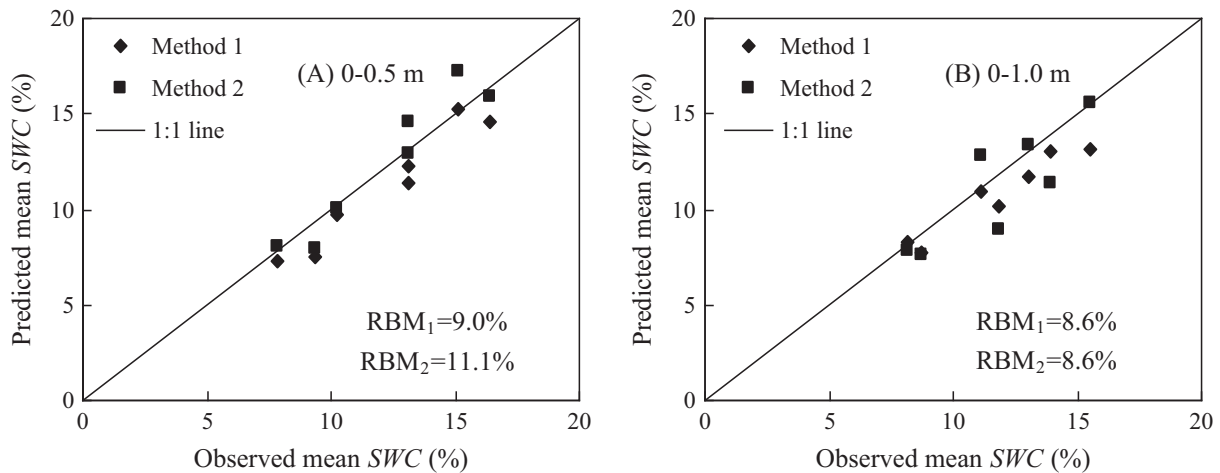 20
15
10
5
0
0
5
10
15
20
Predicted mean SWC (%)
Observed mean SWC (%)
Method 1
Method 2
1:1 line
(A) 0-0.5 m
RBM₁=9.0%
RBM₂=11.1%
20
15
10
5
0
0
5
10
15
20
Predicted mean SWC (%)
Observed mean SWC (%)
Method 1
Method 2
1:1 line
(B) 0-1.0 m
RBM₁=8.6%
RBM₂=8.6%